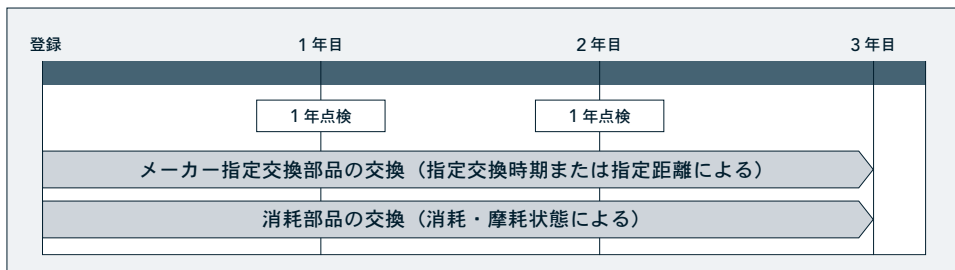 登録
1年目
2年目
3年目
1年点検
1年点検
メーカー指定交換部品の交換（指定交換時期または指定距離による）
消耗部品の交換（消耗・摩耗状態による）